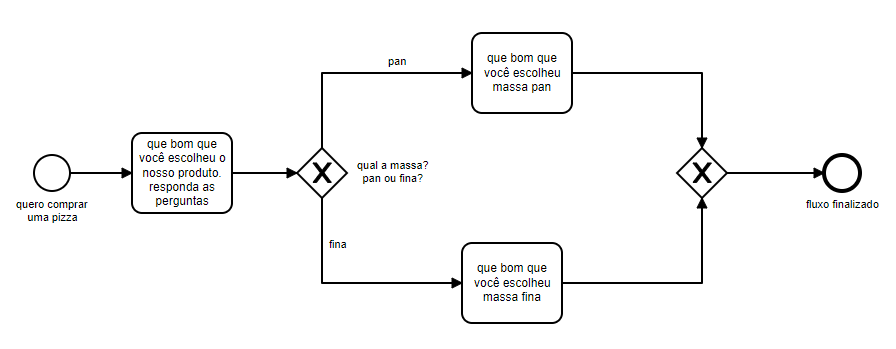 quero comprar
uma pizza
que bom que
você escolheu o
nosso produto.
responda as
perguntas
qual a massa?
pan ou fina?
pan
que bom que
você escolheu
massa pan
fina
que bom que
você escolheu
massa fina
fluxo finalizado